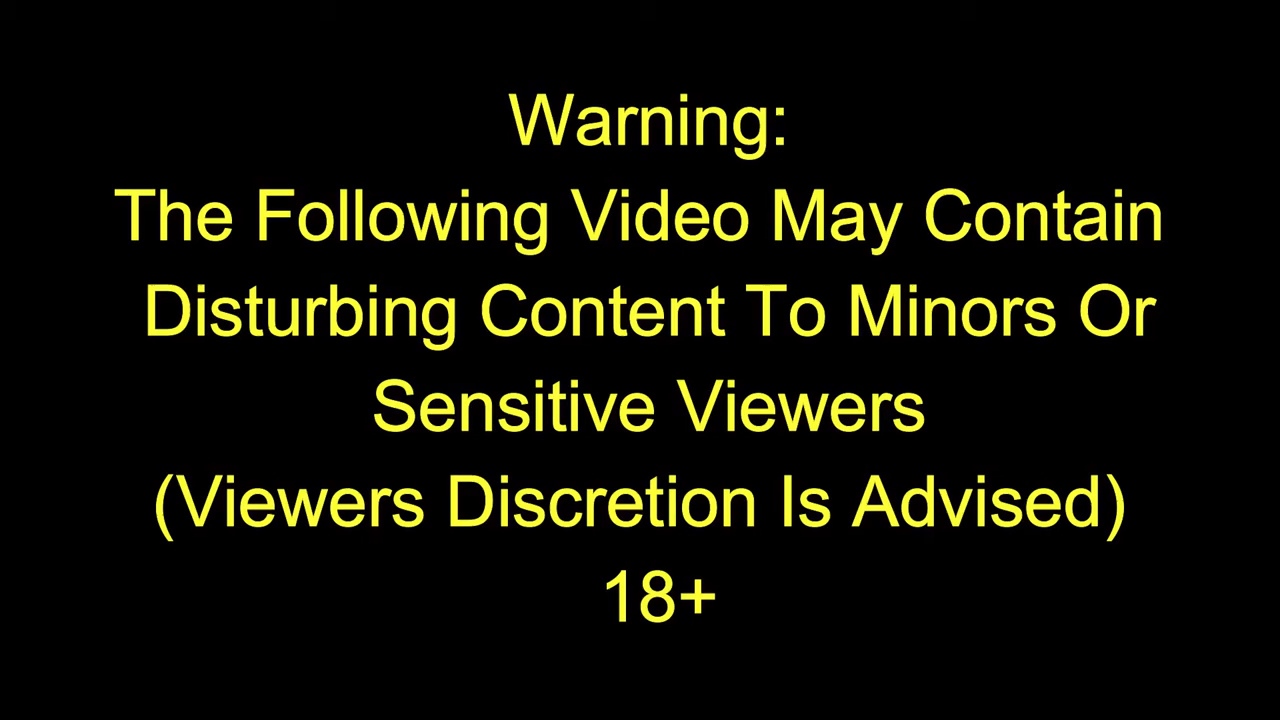 Warning:
The Following Video May Contain
Disturbing Content To Minors Or
Sensitive Viewers
(Viewers Discretion Is Advised)
18+